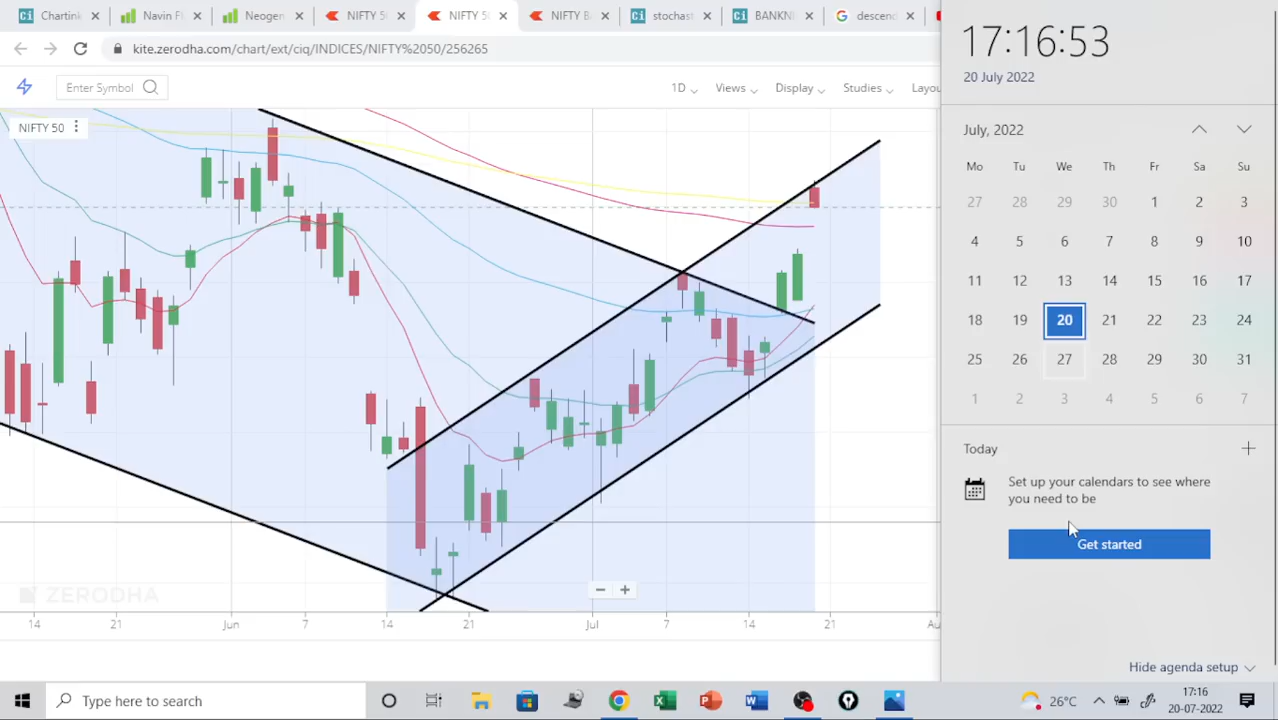 Chartink
Navin F
Neogen
NIFTY 50
NIFTY 50
NIFTY B
stochast
BANKNI
descend
kite.zerodha.com/chart/ext/ciq/INDICES/NIFTY%2050/256265
Enter Symbol
1D
Views
Display
Studies
Layou
NIFTY 50
ZERODHA
14
21
Jun
7
14
21
Jul
7
14
21
Au
17:16:53
20 July 2022
July, 2022
Mo Tu We Th Fr Sa Su
27 28 29 30 1 2 3
4 5 6 7 8 9 10
11 12 13 14 15 16 17
18 19 20 21 22 23 24
25 26 27 28 29 30 31
1 2 3 4 5 6 7
Today
Set up your calendars to see where
you need to be
Get started
Hide agenda setup
Type here to search
26°C
17:16
20-07-2022